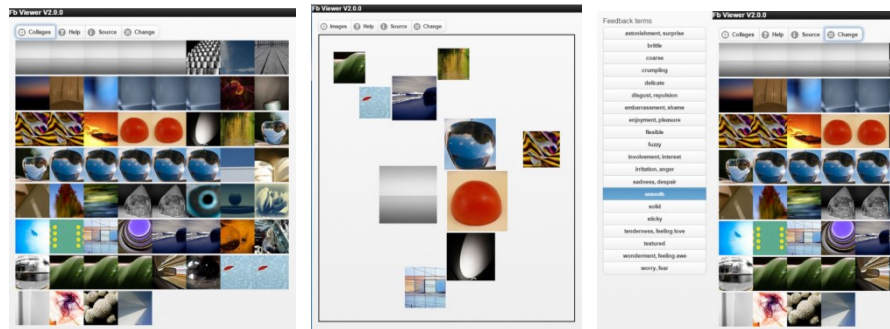 Fb Viewer V2.0.0
Collages Help Source Change
Fb Viewer V2.0.0
Images Help Source Change
Feedback terms
astonishment, surprise
brittle
coarse
crumpling
delicate
disgust, repulsion
embarrassment, shame
enjoyment, pleasure
flexible
fuzzy
involvement, interest
irritation, anger
sadness, despair
smooth
solid
sticky
tenderness, feeling love
textured
wonderment, feeling awe
worry, fear
Fb Viewer V2.0.0
Collages Help Source Change